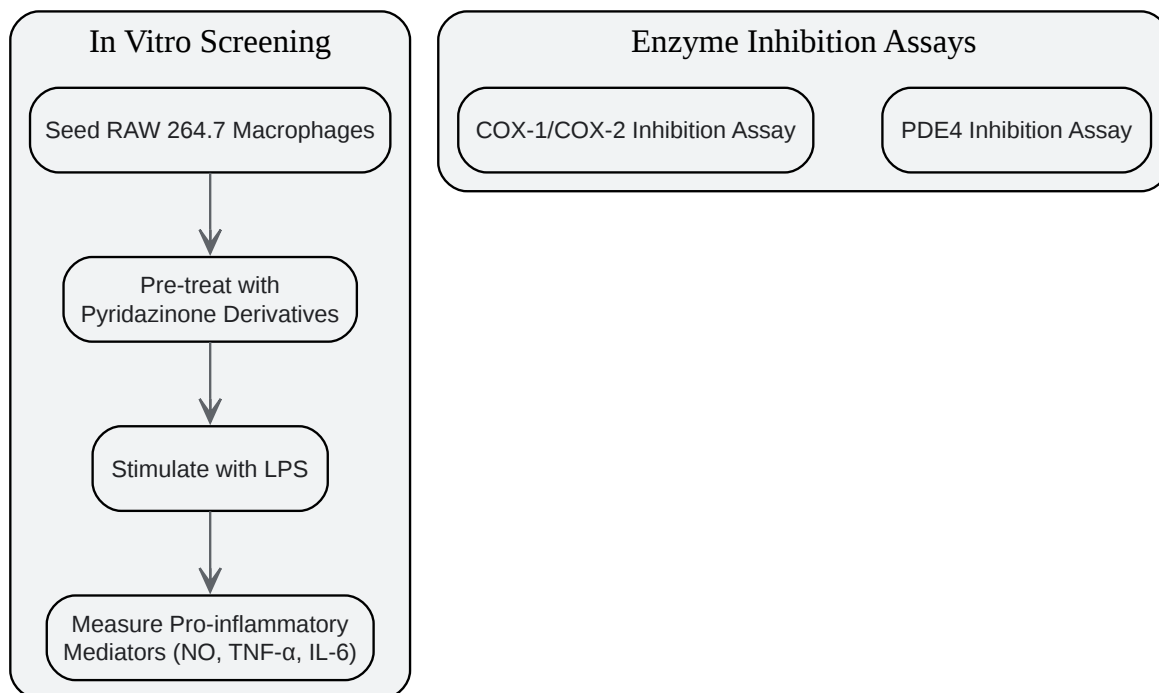 In Vitro Screening
Seed RAW 264.7 Macrophages
Pre-treat with
Pyridazinone Derivatives
Stimulate with LPS
Measure Pro-inflammatory
Mediators (NO, TNF-α, IL-6)
Enzyme Inhibition Assays
COX-1/COX-2 Inhibition Assay
PDE4 Inhibition Assay